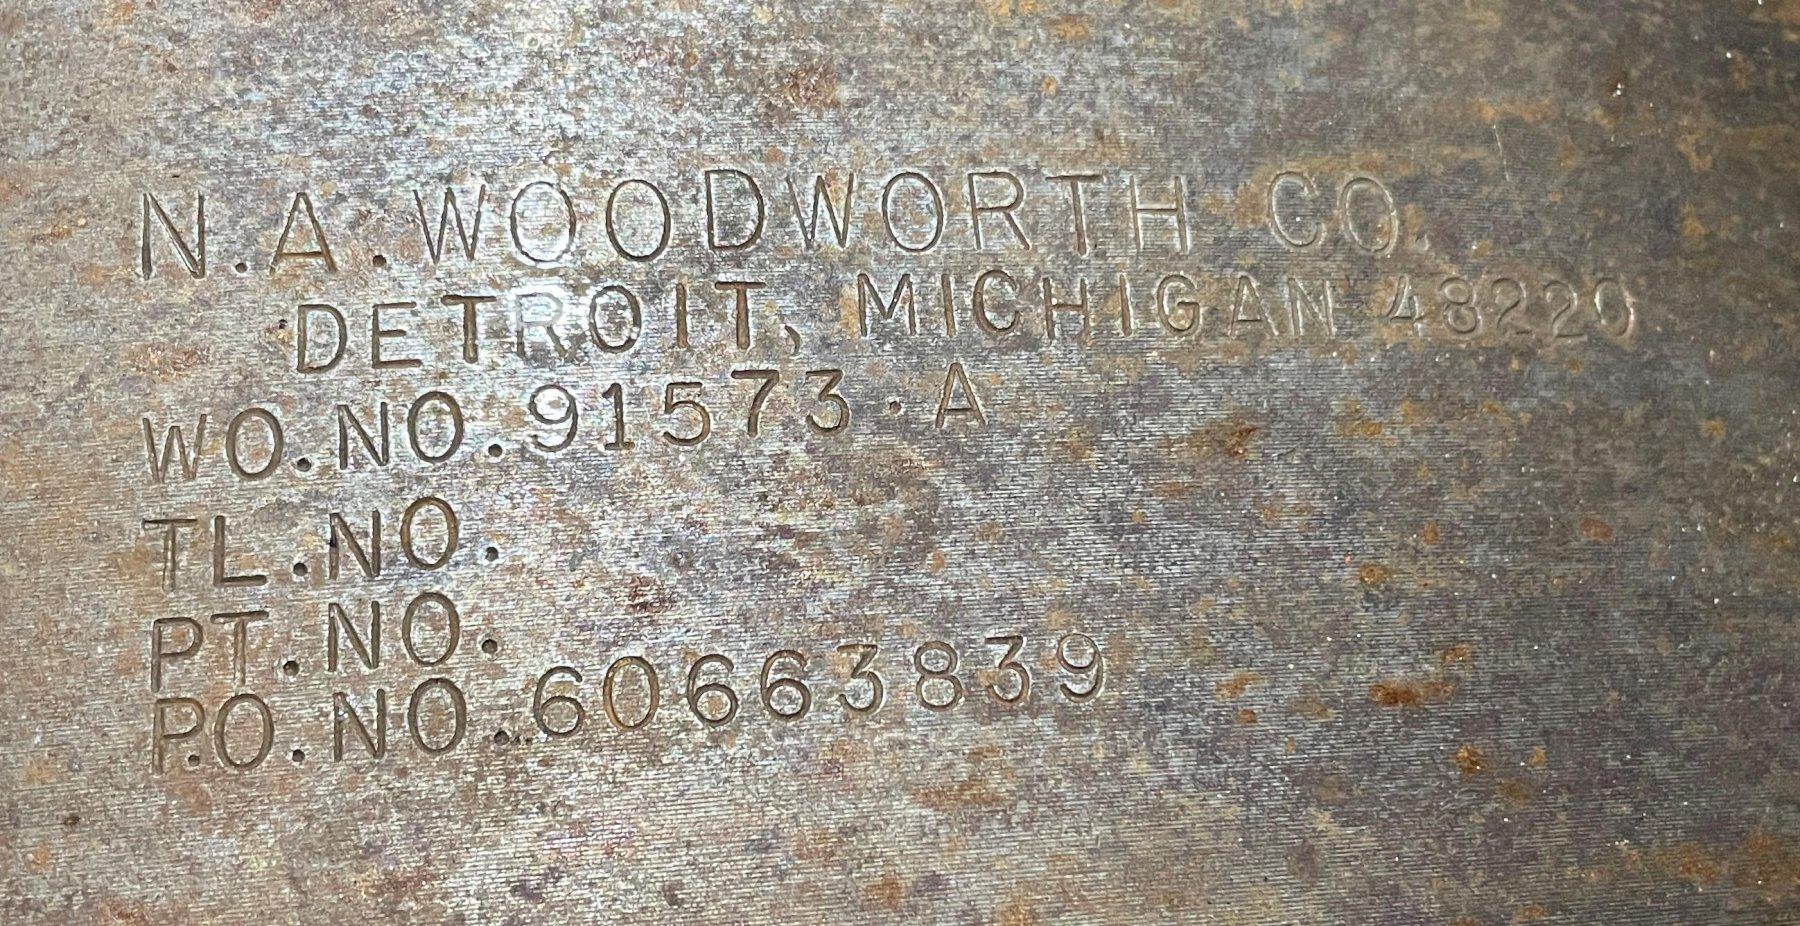 N.A.WOODWORTH CO.
DETROIT, MICHIGAN 48220
WO.NO.91573.A
TL.NO.
PT.NO.
P.O.NO.60663839